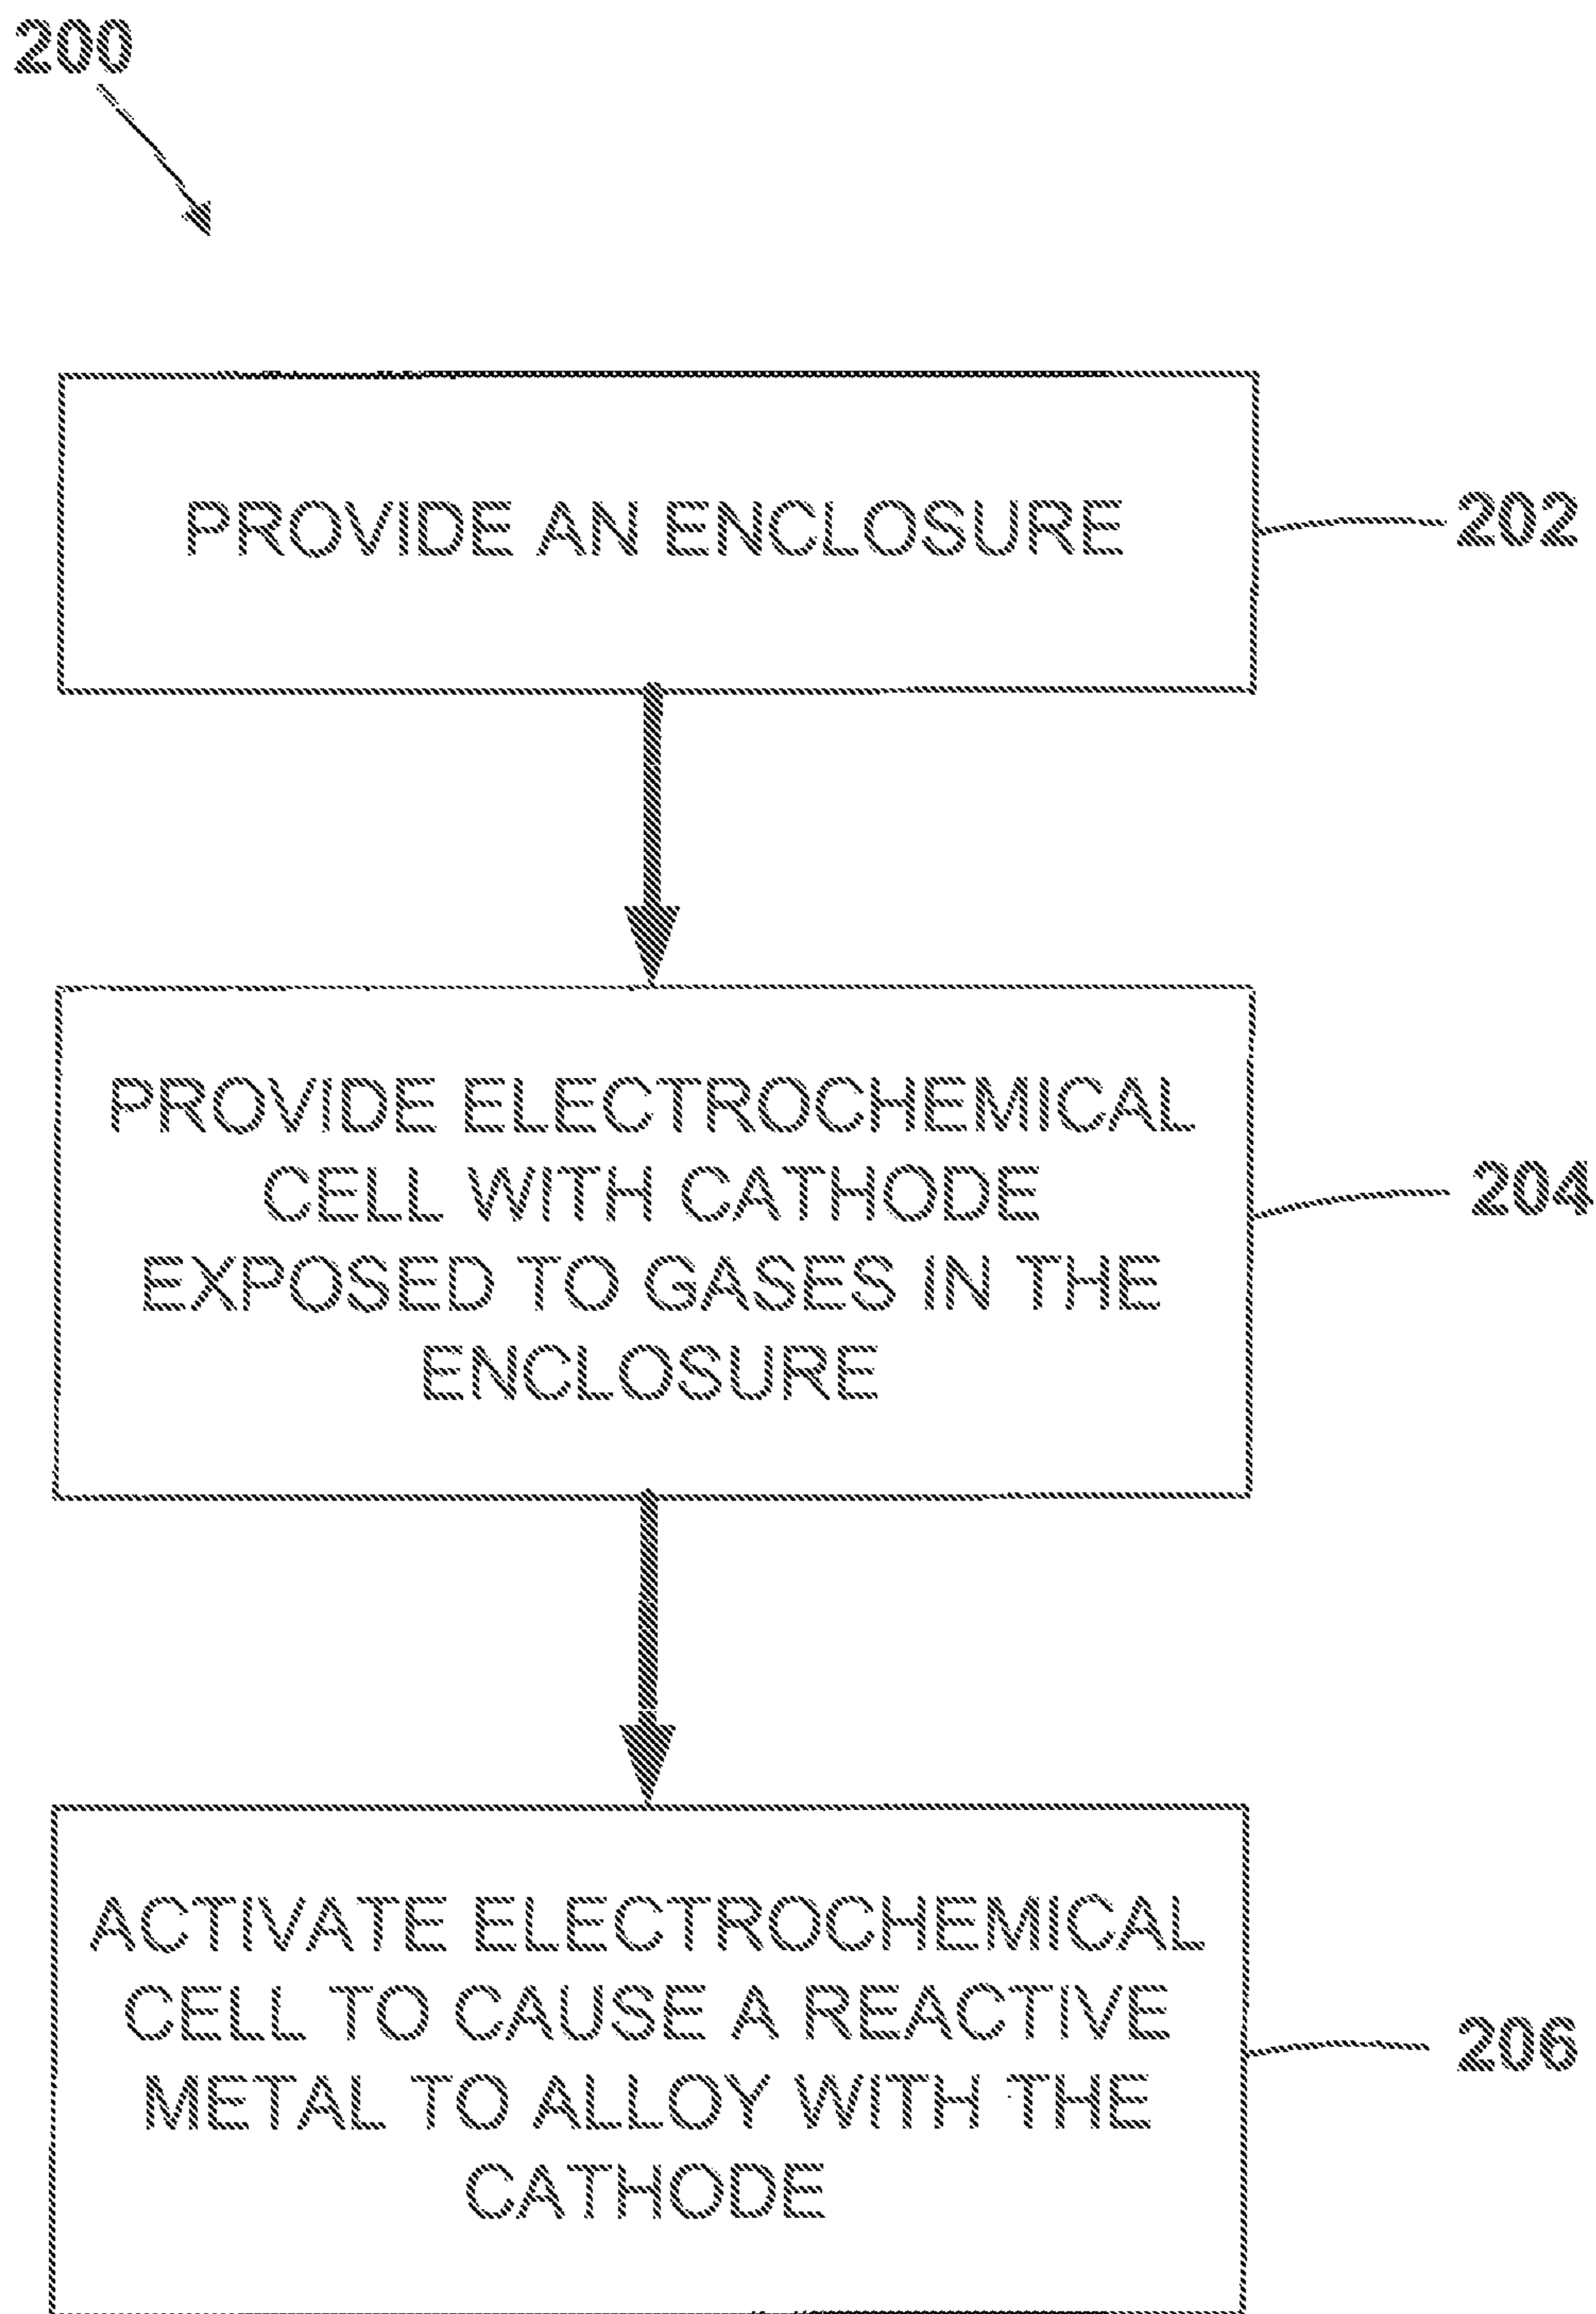 200
PROVIDE AN ENCLOSURE
202
PROVIDE ELECTROCHEMICAL
CELL WITH CATHODE
EXPOSED TO GASES IN THE
ENCLOSURE
204
ACTIVATE ELECTROCHEMICAL
CELL TO CAUSE A REACTIVE
METAL TO ALLOY WITH THE
CATHODE
206